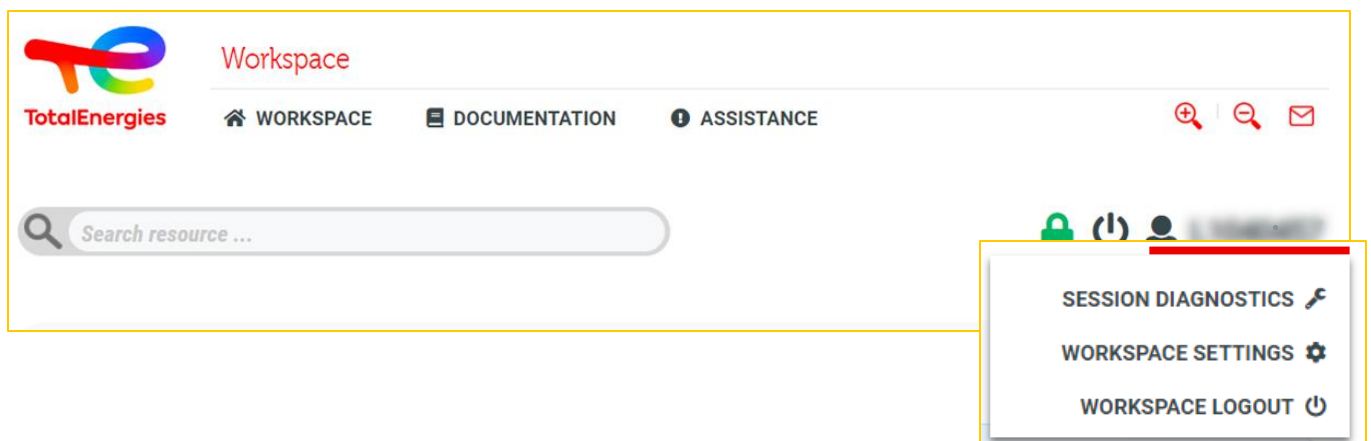 Workspace
TotalEnergies
WORKSPACE DOCUMENTATION ASSISTANCE
Search resource ...
SESSION DIAGNOSTICS
WORKSPACE SETTINGS
WORKSPACE LOGOUT